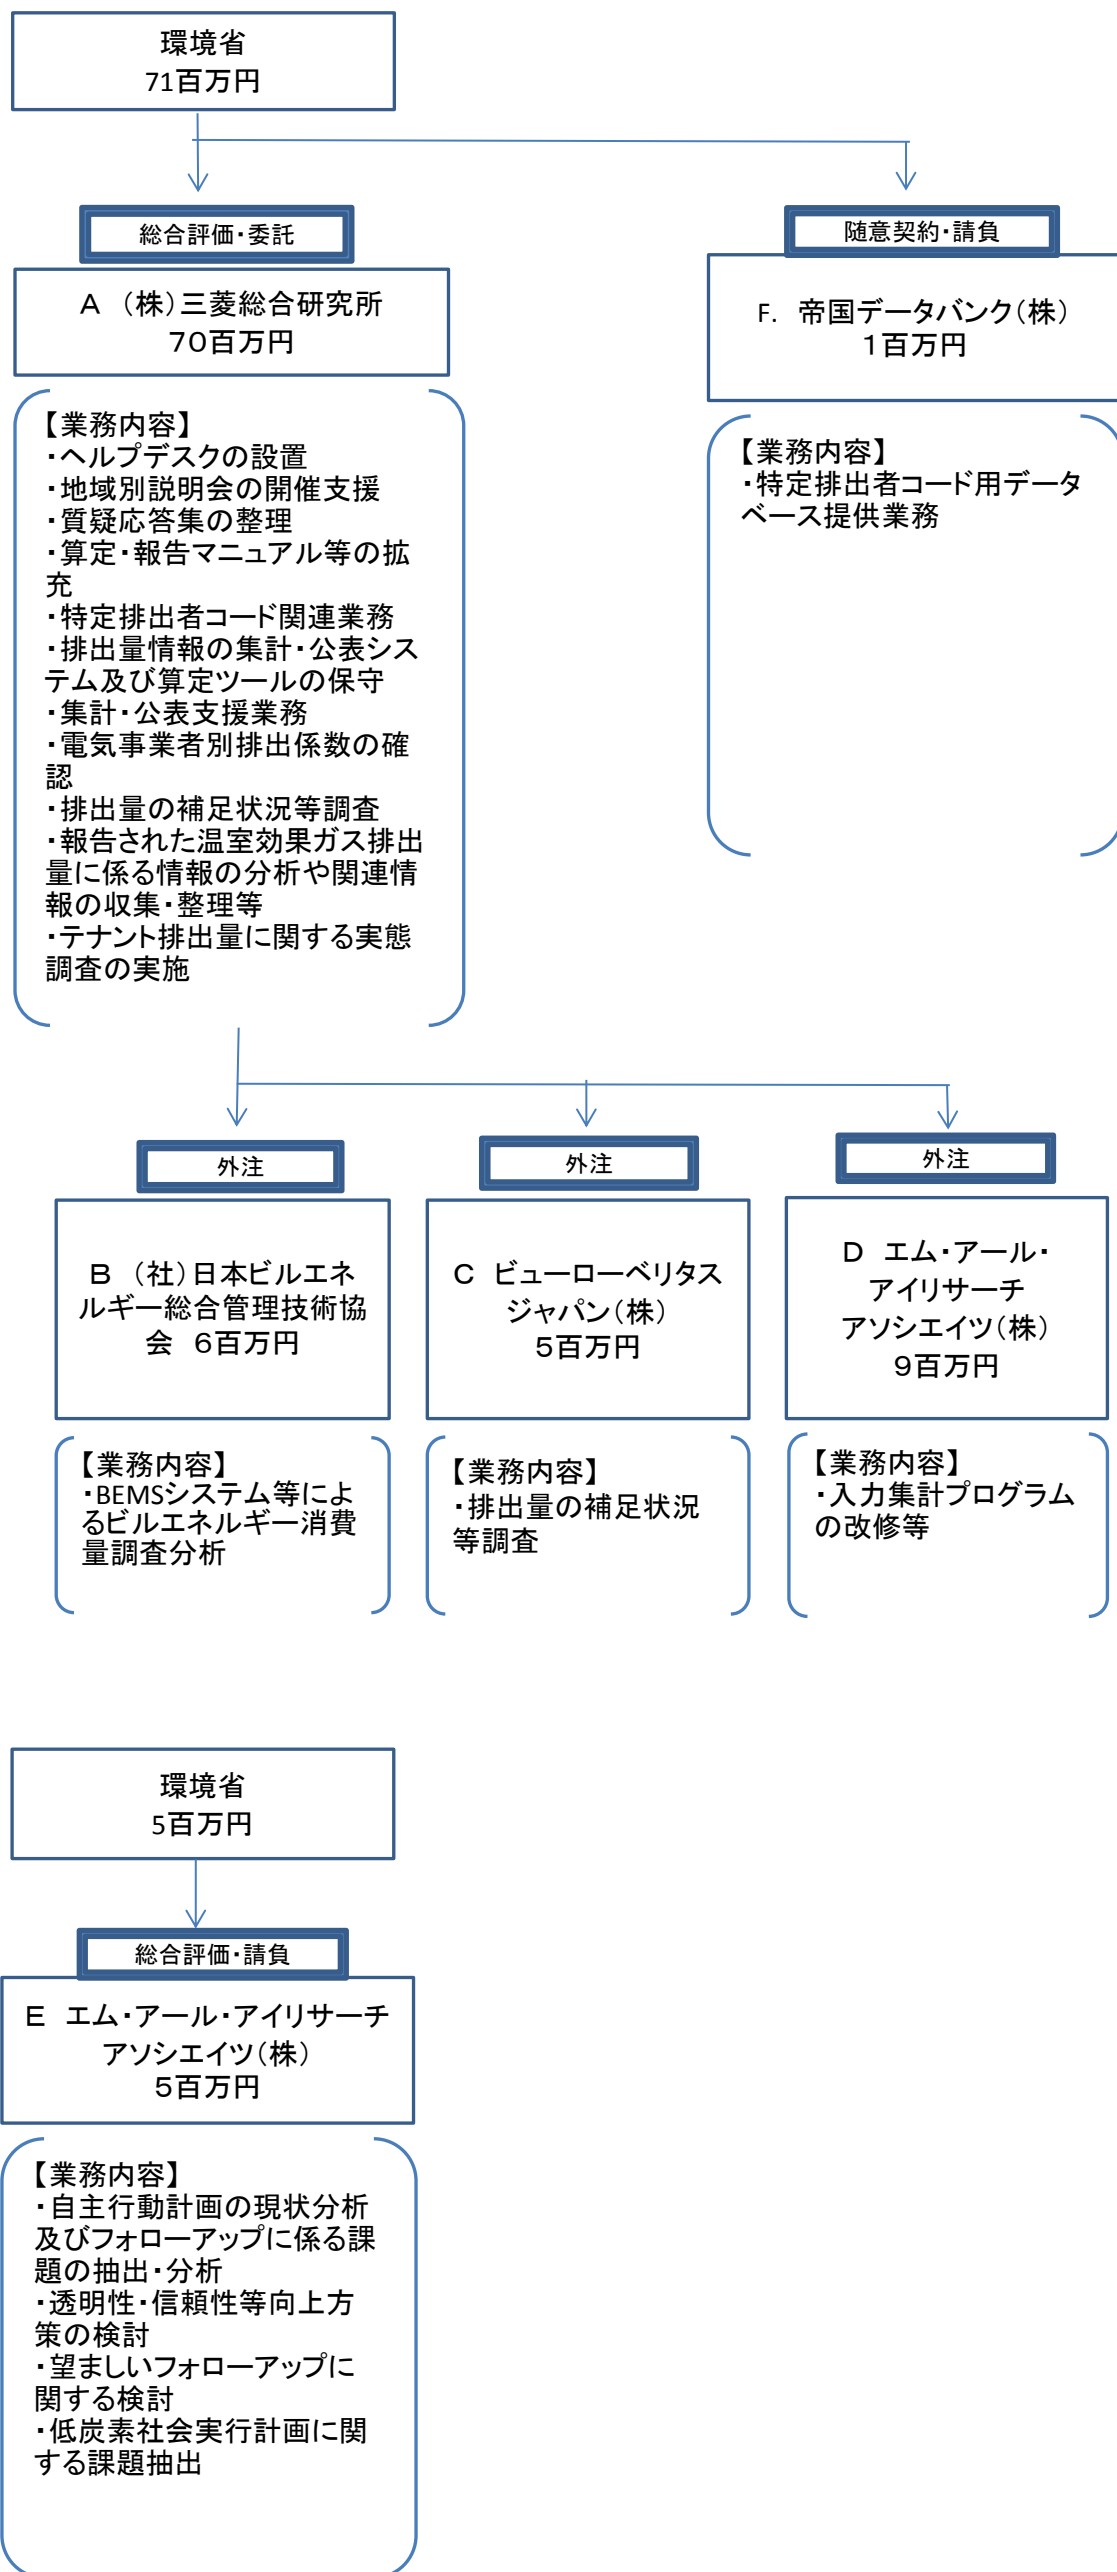 環境省
71百万円
総合評価・委託
A （株）三菱総合研究所
70百万円
【業務内容】
・ヘルプデスクの設置
・地域別説明会の開催支援
・質疑応答集の整理
・算定・報告マニュアル等の拡
充
・特定排出者コード関連業務
・排出量情報の集計・公表シス
テム及び算定ツールの保守
・集計・公表支援業務
・電気事業者別排出係数の確
認
・排出量の補足状況等調査
・報告された温室効果ガス排出
量に係る情報の分析や関連情
報の収集・整理等
・テナント排出量に関する実態
調査の実施
随意契約・請負
F. 帝国データバンク（株）
1百万円
【業務内容】
・特定排出者コード用データ
ベース提供業務
外注
B （社）日本ビルエネ
ルギー総合管理技術協
会 6百万円
【業務内容】
・BEMSシステム等によ
るビルエネルギー消費
量調査分析
外注
C ビューローベリタス
ジャパン（株）
5百万円
【業務内容】
・排出量の補足状況
等調査
外注
D エム・アール・
アイリサーチ
アソシエイツ（株）
9百万円
【業務内容】
・入力集計プログラム
の改修等
環境省
5百万円
総合評価・請負
E エム・アール・アイリサーチ
アソシエイツ（株）
5百万円
【業務内容】
・自主行動計画の現状分析
及びフォローアップに係る課
題の抽出・分析
・透明性・信頼性等向上方
策の検討
・望ましいフォローアップに
関する検討
・低炭素社会実行計画に関
する課題抽出